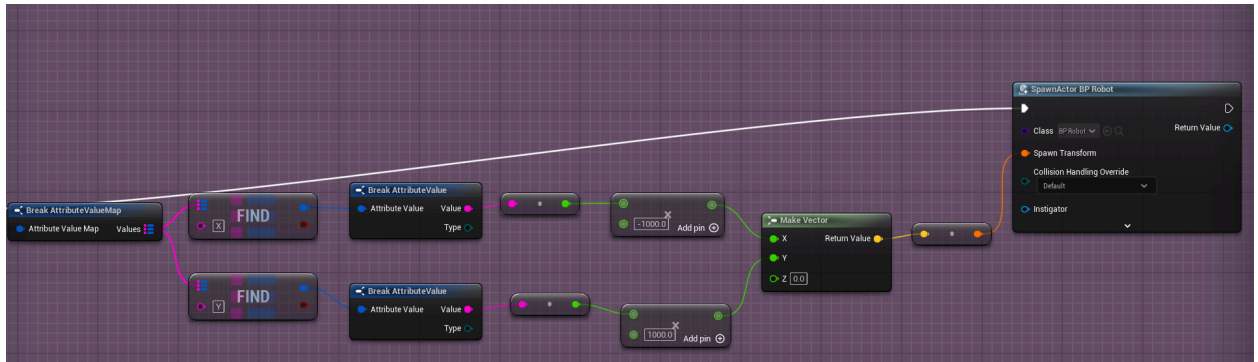 SpawnActor BP Robot
Class BP Robot Return Value
Spawn Transform
Collision Handling Override
Default
Instigator
Break AttributeValueMap
Attribute Value Map Values
FIND
X
Break AttributeValue
Attribute Value Value
Type
-1000.0
Add pin
Make Vector
X Return Value
Y
Z 0.0
FIND
Y
Break AttributeValue
Attribute Value Value
Type
1000.0
Add pin